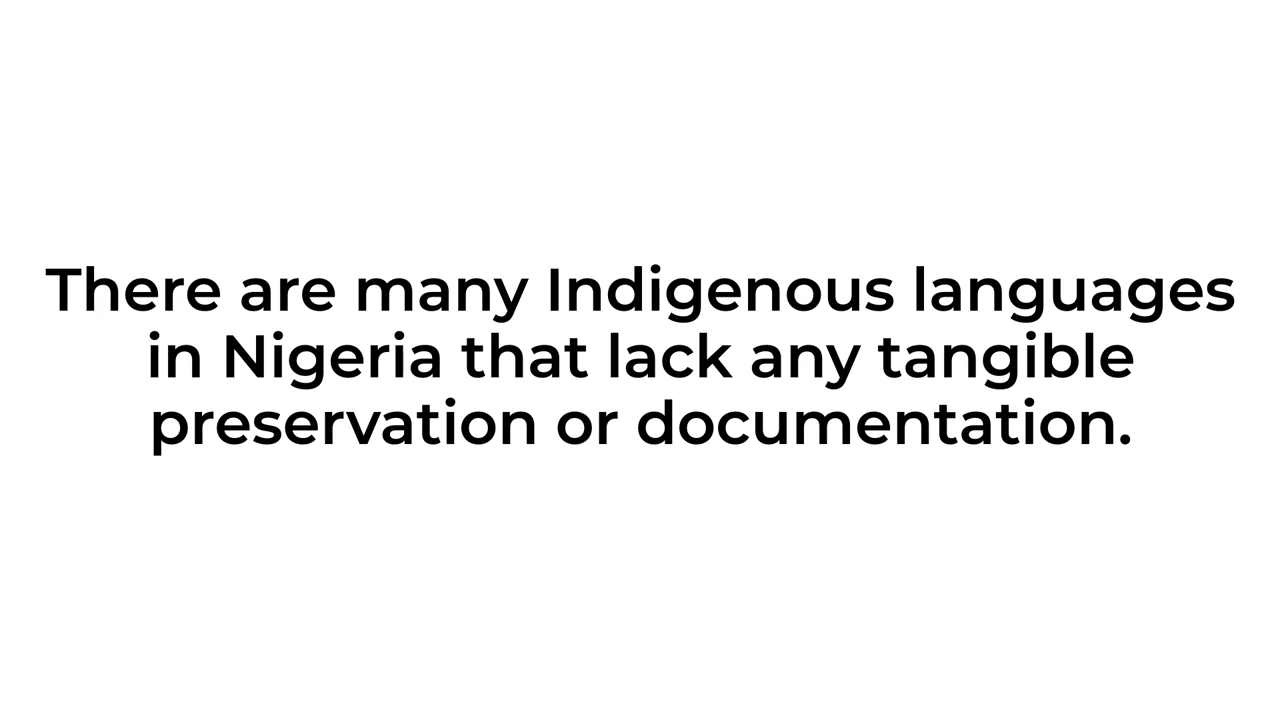 There are many Indigenous languages
in Nigeria that lack any tangible
preservation or documentation.